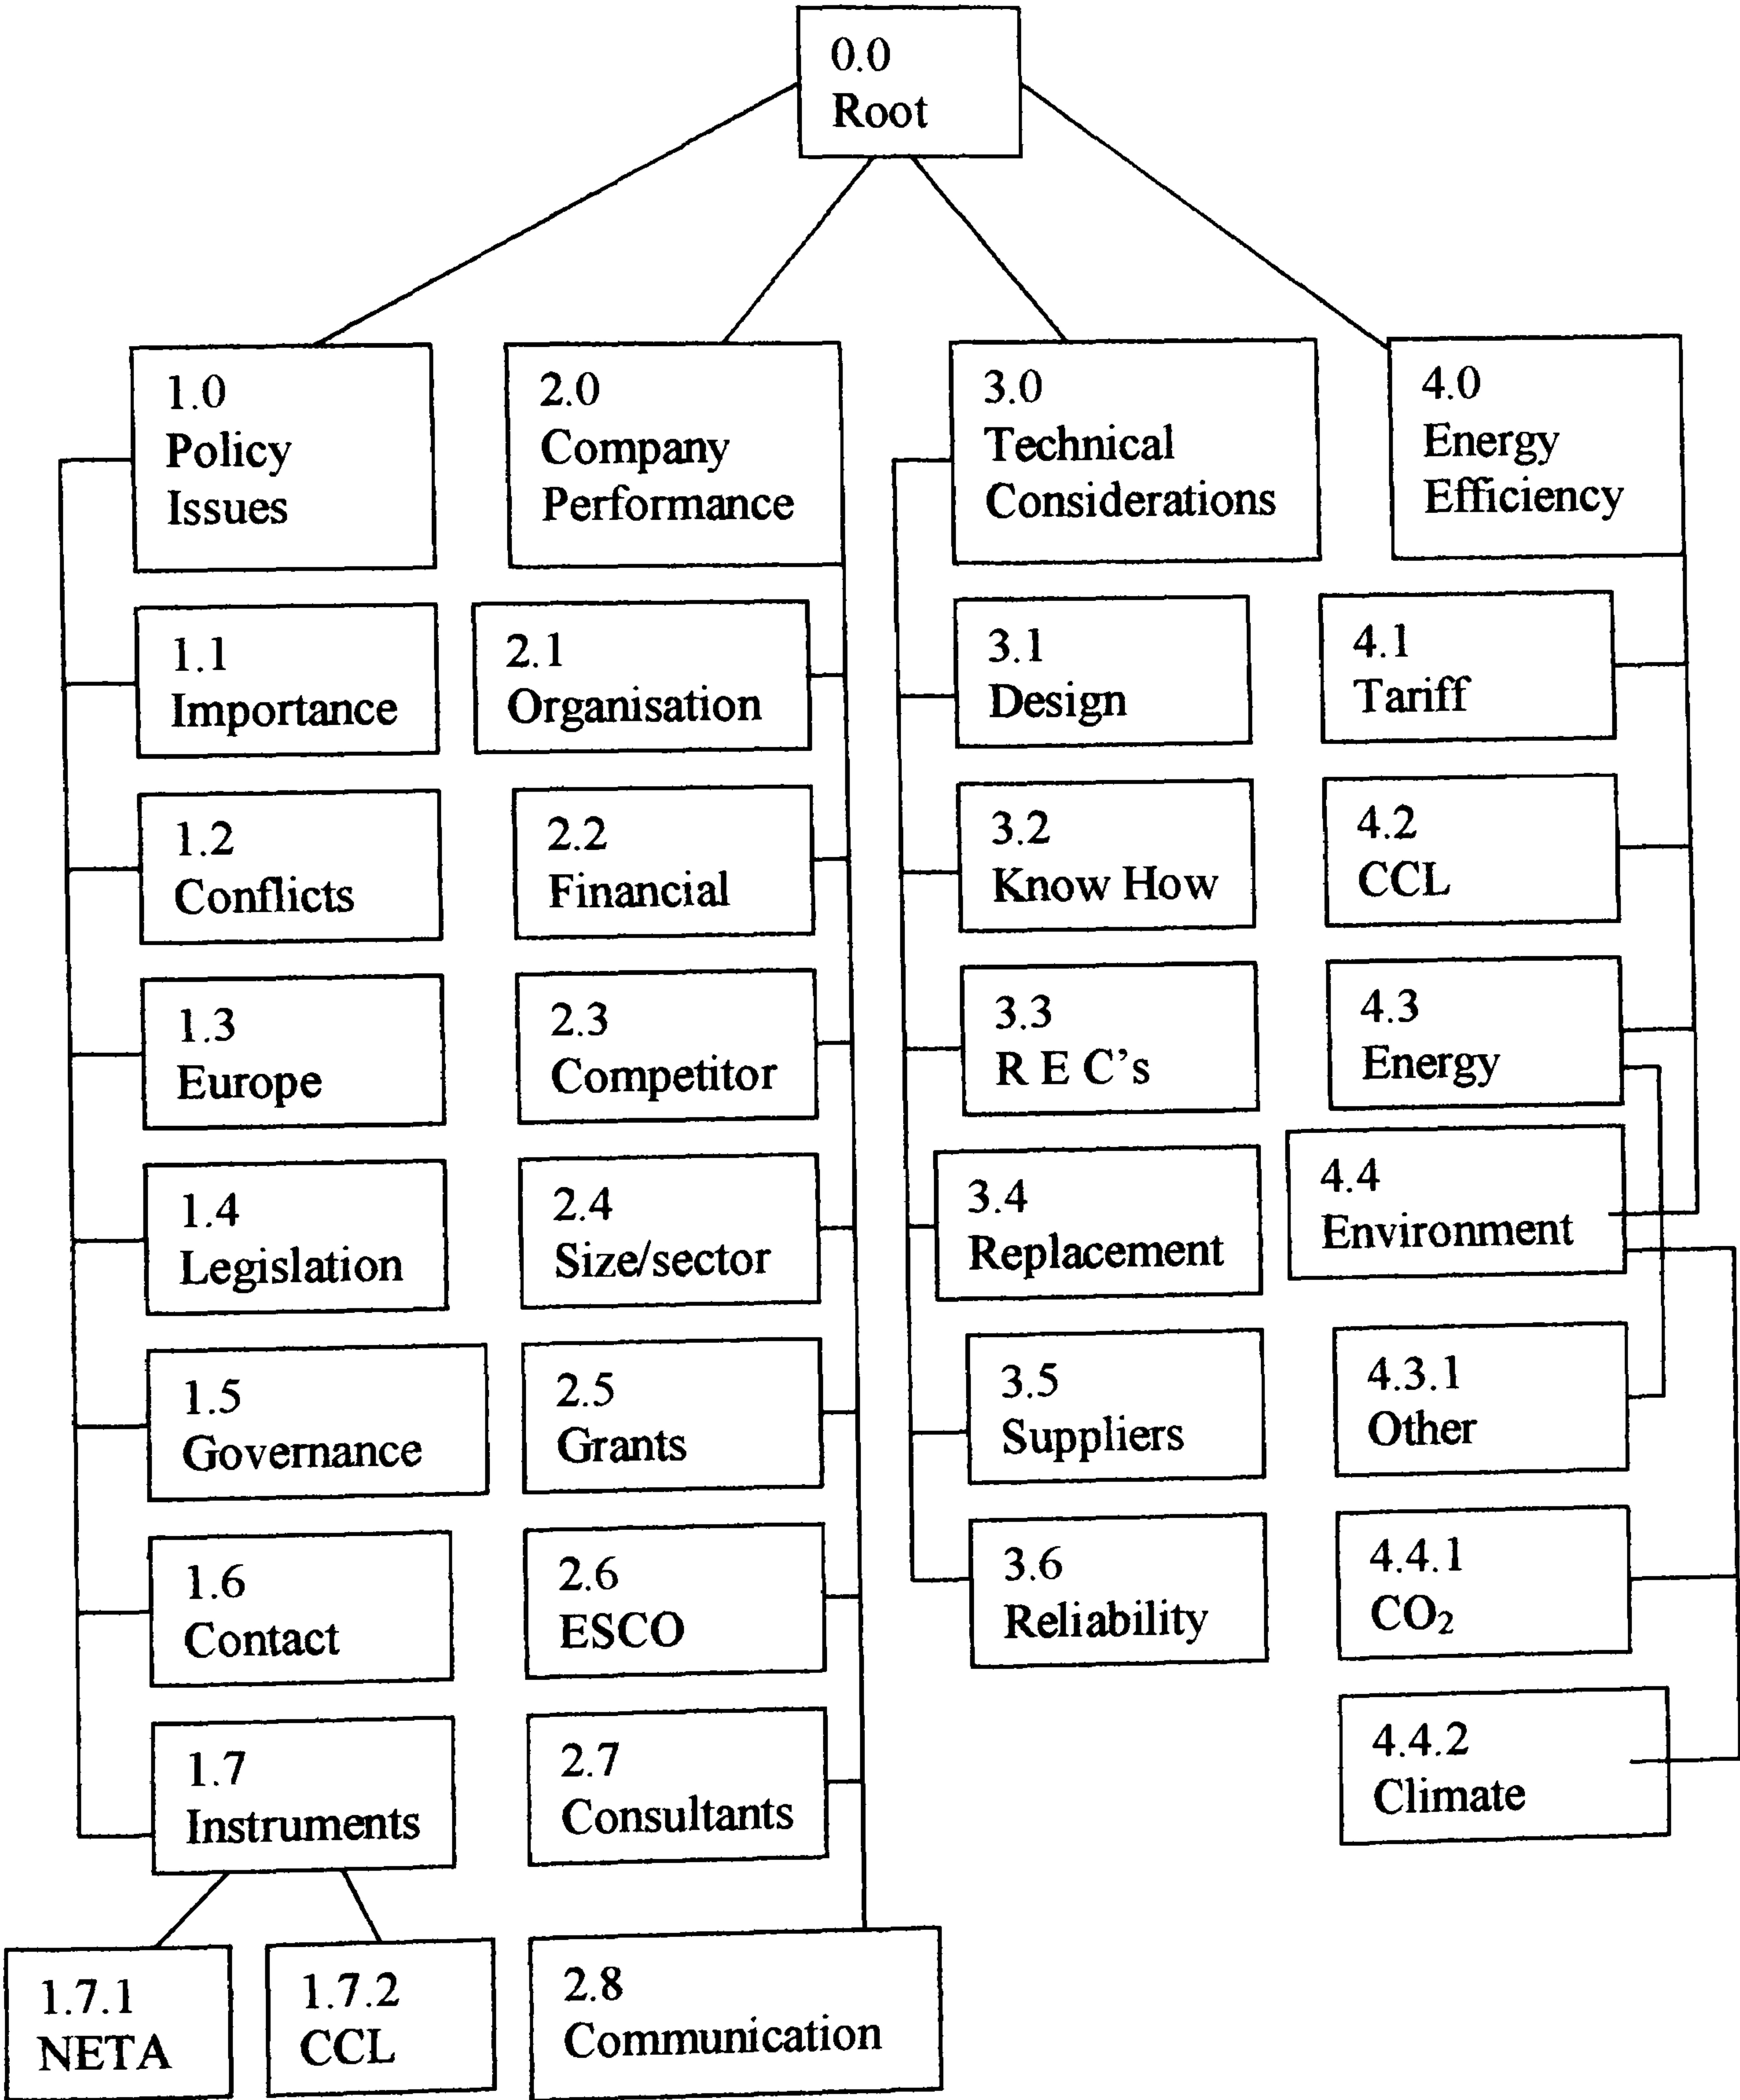 0.0
Root
1.0
Policy
Issues
2.0
Company
Performance
3.0
Technical
Considerations
4.0
Energy
Efficiency
1.1
Importance
2.1
Organisation
3.1
Design
4.1
Tariff
1.2
Conflicts
2.2
Financial
3.2
Know How
4.2
CCL
1.3
Europe
2.3
Competitor
3.3
R E C's
4.3
Energy
1.4
Legislation
2.4
Size/sector
3.4
Replacement
4.4
Environment
1.5
Governance
2.5
Grants
3.5
Suppliers
4.3.1
Other
1.6
Contact
2.6
ESCO
3.6
Reliability
4.4.1
CO₂
1.7
Instruments
2.7
Consultants
4.4.2
Climate
1.7.1
NETA
1.7.2
CCL
2.8
Communication